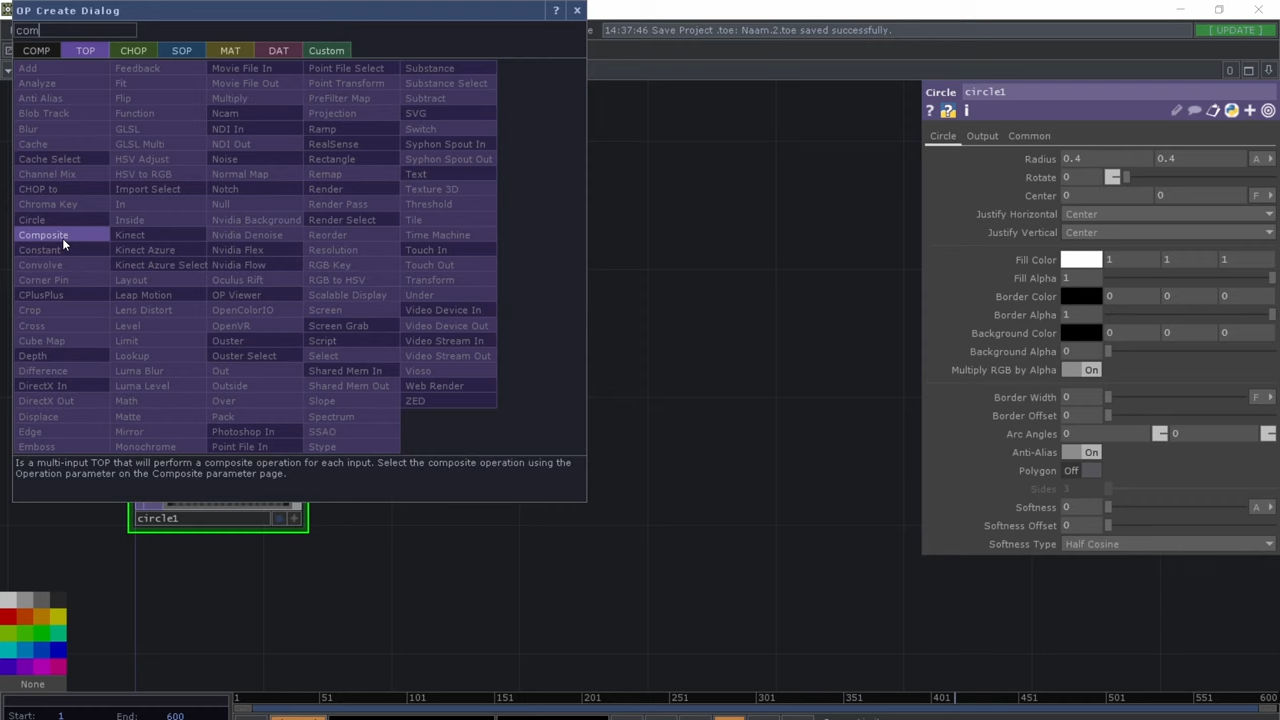 OP Create Dialog ? ×
com
e 14:37:46 Save Project .toe: Naam.2.toe saved successfully. [ UPDATE ]
COMP TOP CHOP SOP MAT DAT Custom
0
Add Feedback Movie File In Point File Select Substance
Analyze Fit Movie File Out Point Transform Substance Select
Anti Alias Flip Multiply PreFilter Map Subtract
Blob Track Function Ncam Projection SVG
Blur GLSL NDI In Ramp Switch
Cache GLSL Multi NDI Out RealSense Syphon Spout In
Cache Select HSV Adjust Noise Rectangle Syphon Spout Out
Channel Mix HSV to RGB Normal Map Remap Text
CHOP to Import Select Notch Render Texture 3D
Chroma Key In Null Render Pass Threshold
Circle Inside Nvidia Background Render Select Tile
Composite Kinect Nvidia Denoise Reorder Time Machine
Constant Kinect Azure Nvidia Flex Resolution Touch In
Convolve Kinect Azure Select Nvidia Flow RGB Key Touch Out
Corner Pin Layout Oculus Rift RGB to HSV Transform
CPlusPlus Leap Motion OP Viewer Scalable Display Under
Crop Lens Distort OpenColorIO Screen Video Device In
Cross Level OpenVR Screen Grab Video Device Out
Cube Map Limit Ouster Script Video Stream In
Depth Lookup Ouster Select Select Video Stream Out
Difference Luma Blur Out Shared Mem In Vioso
DirectX In Luma Level Outside Shared Mem Out Web Render
DirectX Out Math Over Slope ZED
Displace Matte Pack Spectrum
Edge Mirror Photoshop In SSAO
Emboss Monochrome Point File In Stype
Is a multi-input TOP that will perform a composite operation for each input. Select the composite operation using the
Operation parameter on the Composite parameter page.
circle1
Circle circle1
? ? i
Circle Output Common
Radius 0.4 0.4 A
Rotate 0
Center 0 0 F
Justify Horizontal Center
Justify Vertical Center
Fill Color 1 1 1
Fill Alpha 1
Border Color 0 0 0
Border Alpha 1
Background Color 0 0 0
Background Alpha 0
Multiply RGB by Alpha On
Border Width 0 F
Border Offset 0
Arc Angles 0 0
Anti-Alias On
Polygon Off
Sides 3
Softness 0 A
Softness Offset 0
Softness Type Half Cosine
None
1 51 101 151 201 251 301 351 401 451 501 551 600
Start: 1 End: 600